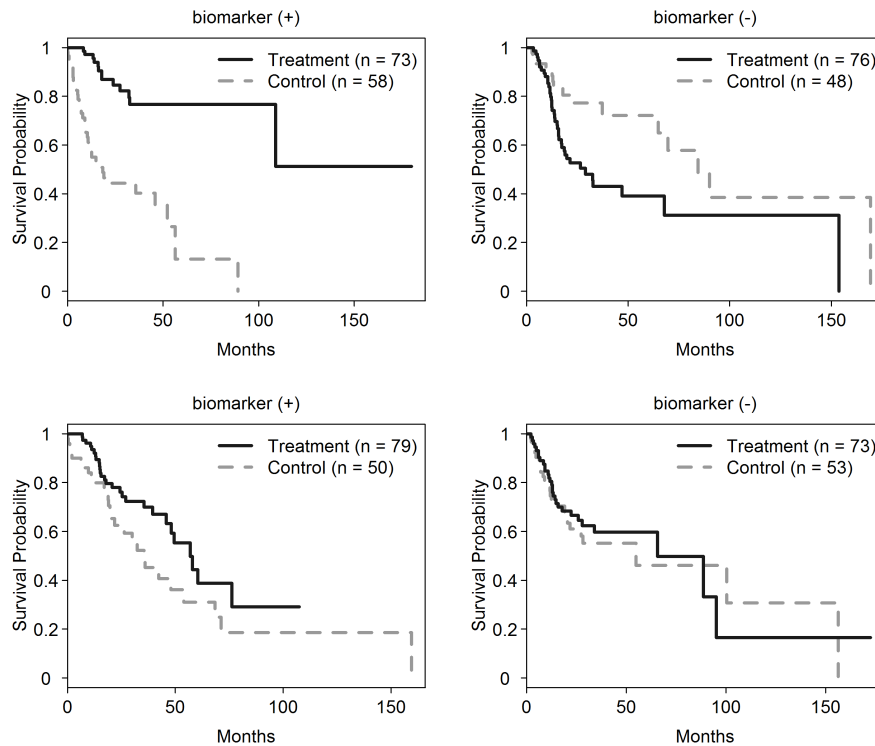 biomarker (+)
Survival Probability
1
0.8
0.6
0.4
0.2
0
Treatment (n = 73)
Control (n = 58)
0 50 100 150
Months
biomarker (-)
Survival Probability
1
0.8
0.6
0.4
0.2
0
Treatment (n = 76)
Control (n = 48)
0 50 100 150
Months
biomarker (+)
Survival Probability
1
0.8
0.6
0.4
0.2
0
Treatment (n = 79)
Control (n = 50)
0 50 100 150
Months
biomarker (-)
Survival Probability
1
0.8
0.6
0.4
0.2
0
Treatment (n = 73)
Control (n = 53)
0 50 100 150
Months